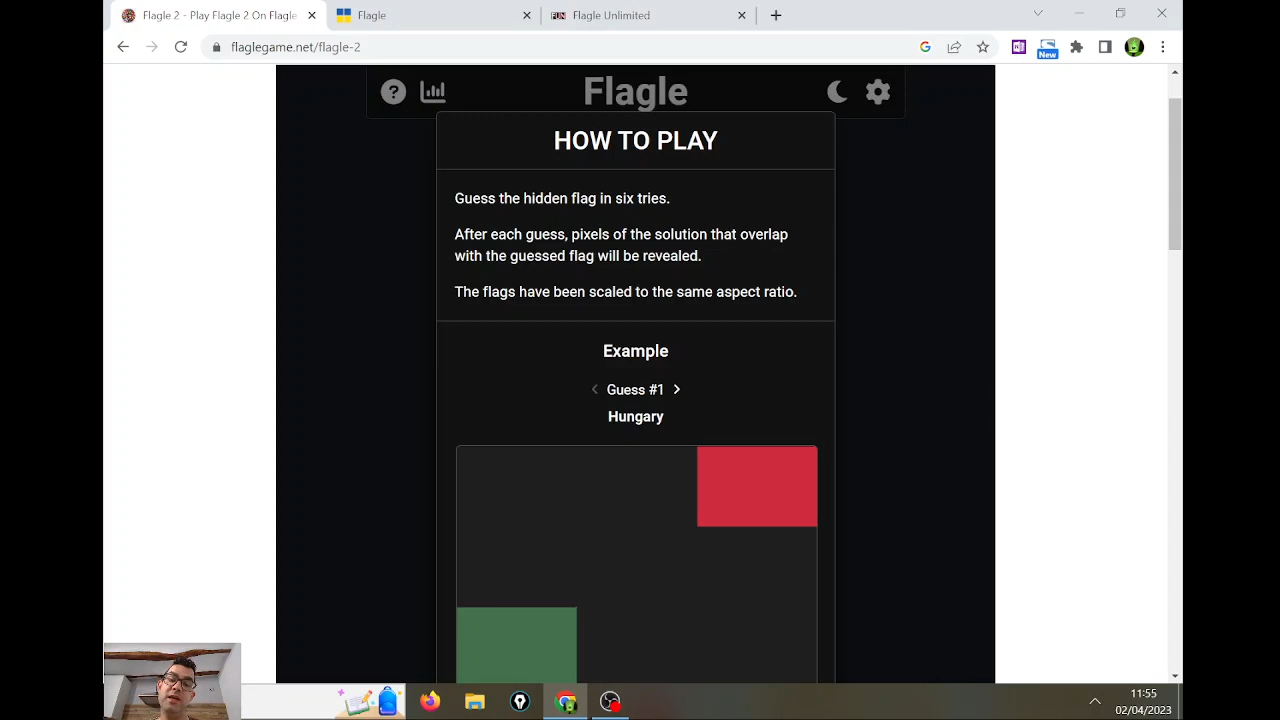 Flagle 2 - Play Flagle 2 On Flagle
Flagle
Flagle Unlimited
flaglegame.net/flagle-2
New
Flagle
HOW TO PLAY
Guess the hidden flag in six tries.
After each guess, pixels of the solution that overlap
with the guessed flag will be revealed.
The flags have been scaled to the same aspect ratio.
Example
Guess #1
Hungary
11:55
02/04/2023